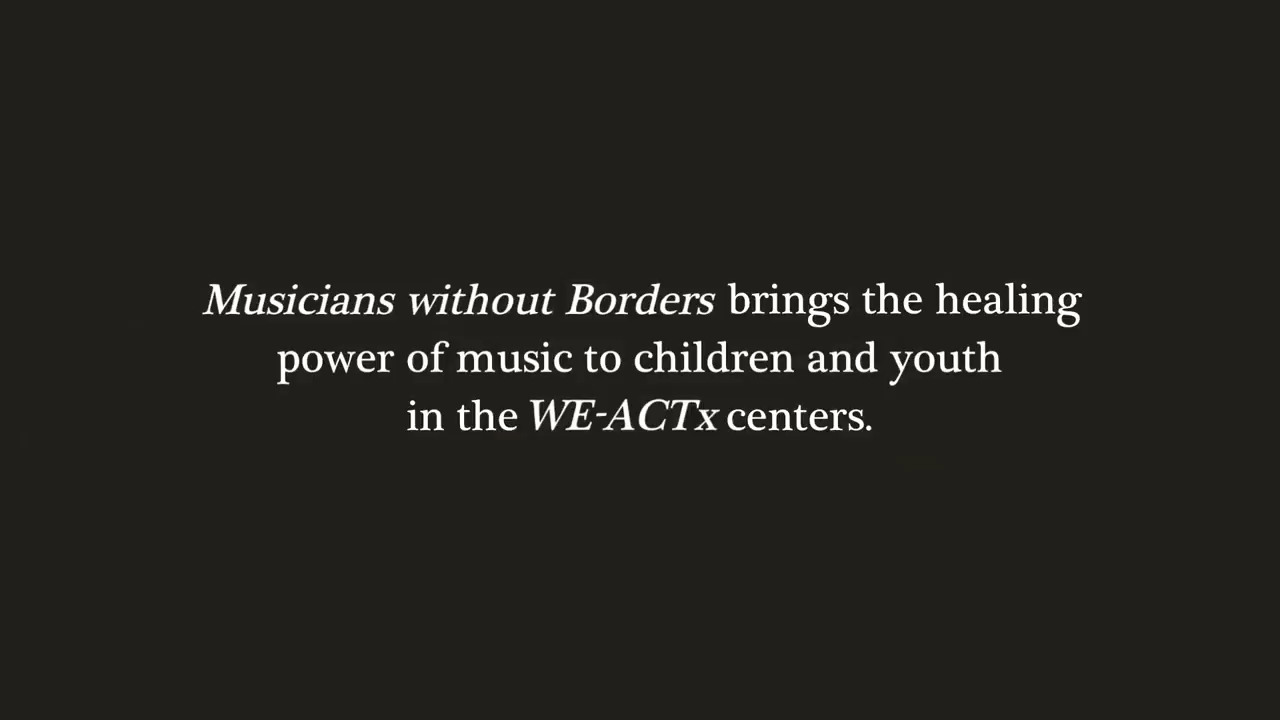 Musicians without Borders brings the healing
power of music to children and youth
in the WE-ACTx centers.